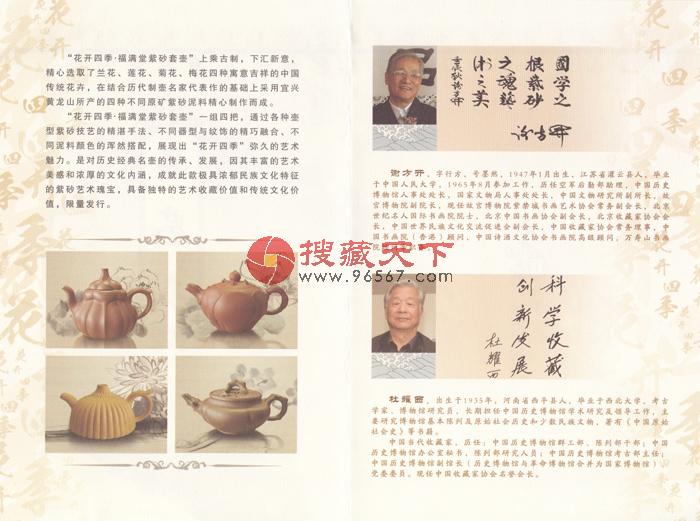 “花开四季·福满堂紫砂套壶”上乘古制，下汇新意，
精心选取了兰花、莲花、菊花、梅花四种寓意吉祥的中国
传统花卉，在结合历代制壶名家代表作的基础上采用宜兴
黄龙山所产的四种不同原矿紫砂泥料精心制作而成。
“花开四季·福满堂紫砂套壶”一组四把，通过各种壶
型紫砂技艺的精湛手法、不同器型与纹饰的精巧融合、不
同泥料颜色的浑然搭配，展现出“花开四季”弥久的艺术
魅力。是对历史经典名壶的传承、发展，因其丰富的艺术
美感和浓厚的文化内涵，成就此款极具浓郁民族文化特征
的紫砂艺术瑰宝，具备独特的艺术收藏价值和传统文化价
值，限量发行。
國学之
根紫砂
之魂藝
术之美
谢方开，字行方、号墨然，1947年1月出生，江苏省灌云县人，毕业
于中国人民大学，1965年8月参加工作，历任空军后勤部助理，中国历史
博物馆人事处处长，国家文物局人事处处长，中国文物研究所副所长，故
宫博物院副院长，现任故宫博物院紫禁城书画艺术协会常务副会长，北京
世纪名人国际书画院院士，北京中国书画协会副会长，北京收藏家协会会
长，中国世界民族文化交流促进会副会长，中国收藏家协会常务理事，中
国书画院（香港）顾问，中国诗酒文化协会书画院高级顾问，万寿山书画
搜藏天下
www.96567.com
科学收藏
创新发展
杜耀西
杜耀西，出生于1935年，河南省西平县人，毕业于西北大学，考古
学家、博物馆研究员，长期担任中国历史博物馆学术研究及领导工作，主
要研究博物馆基本陈列及原始社会历史和少数民族文物，著有《中国原始
社会史》等书籍。
中国当代收藏家，历任：中国历史博物馆群工部、陈列部干部；中国
历史博物馆办公室秘书，陈列部研究人员；中国历史博物馆考古部主任；
中国历史博物馆副馆长（历史博物馆与革命博物馆合并为国家博物馆）
党委委员。现任中国收藏家协会名誉会长。